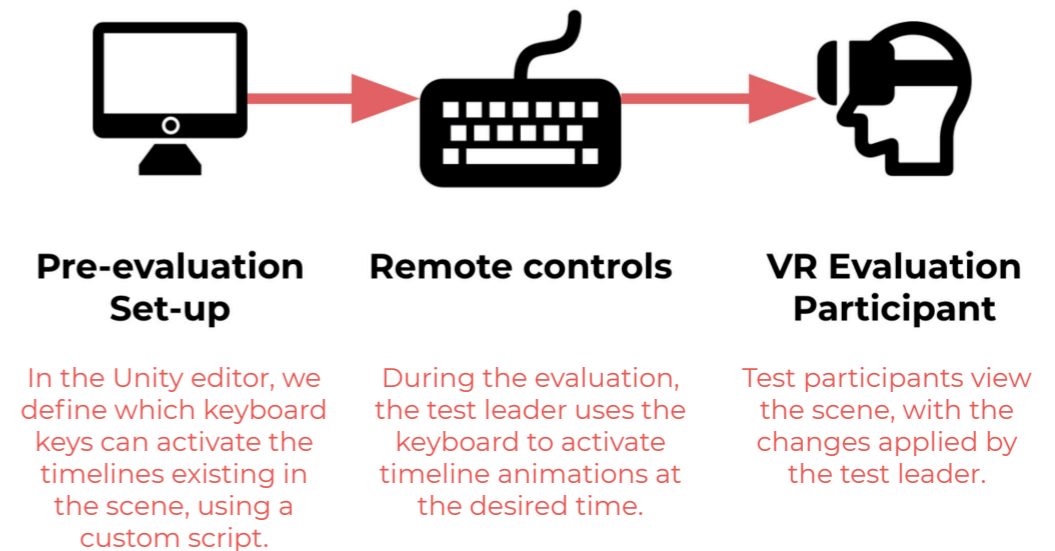 Pre-evaluation
Set-up
In the Unity editor, we
define which keyboard
keys can activate the
timelines existing in
the scene, using a
custom script.
Remote controls
During the evaluation,
the test leader uses the
keyboard to activate
timeline animations at
the desired time.
VR Evaluation
Participant
Test participants view
the scene, with the
changes applied by
the test leader.